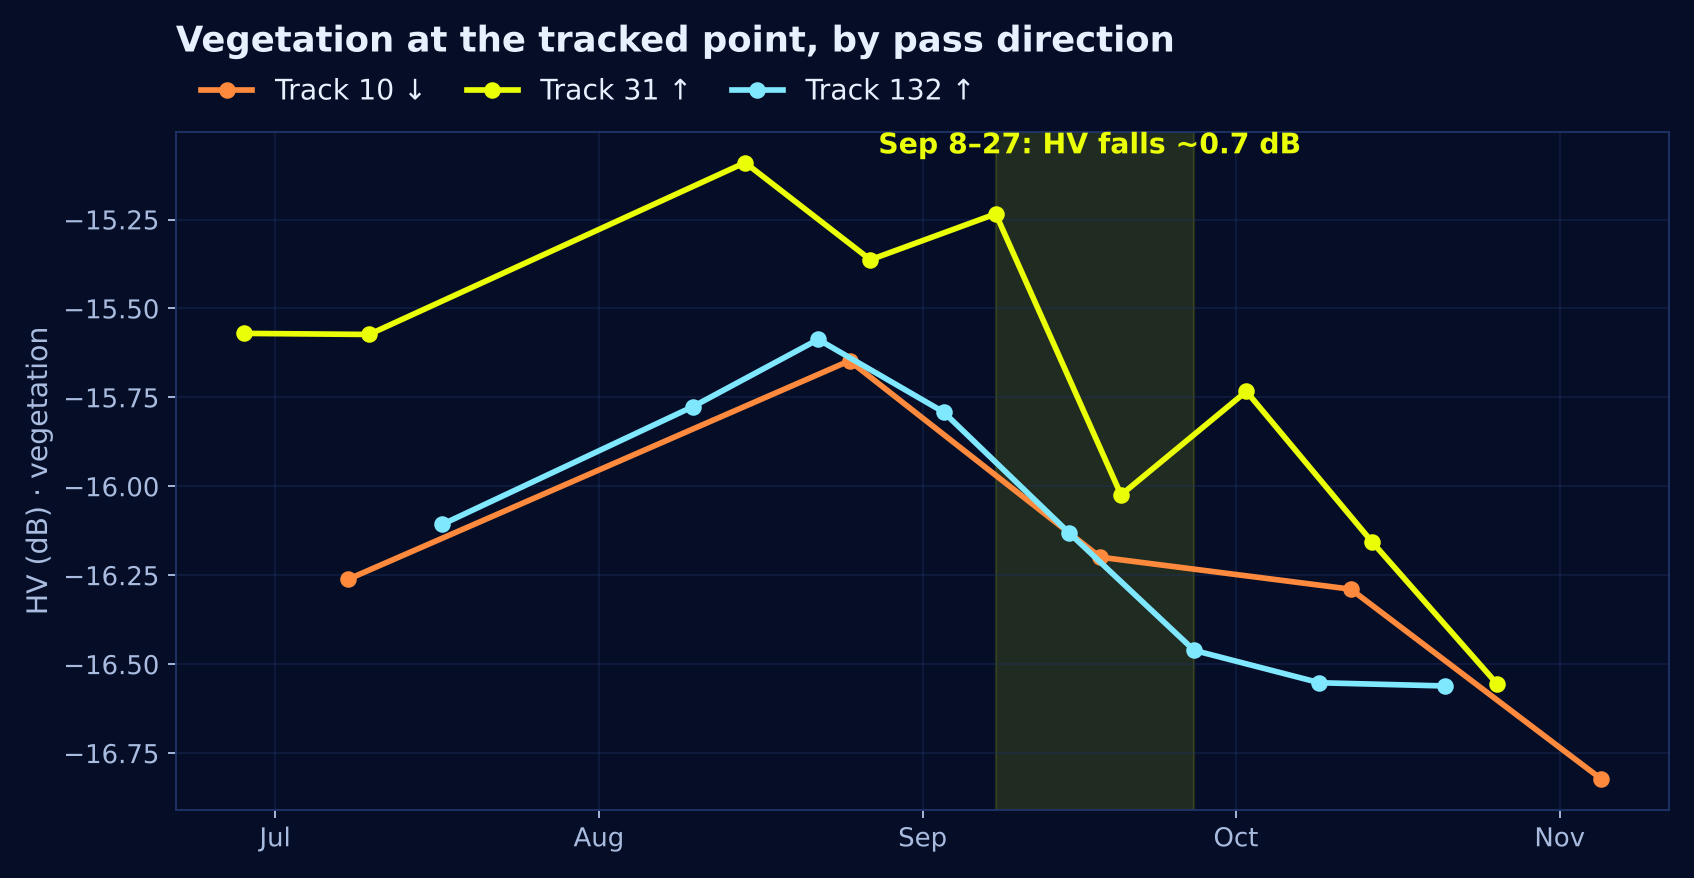 Vegetation at the tracked point, by pass direction
Track 10 ↓ Track 31 ↑ Track 132 ↑
Sep 8–27: HV falls ~0.7 dB
HV (dB) · vegetation
−15.25
−15.50
−15.75
−16.00
−16.25
−16.50
−16.75
Jul Aug Sep Oct Nov